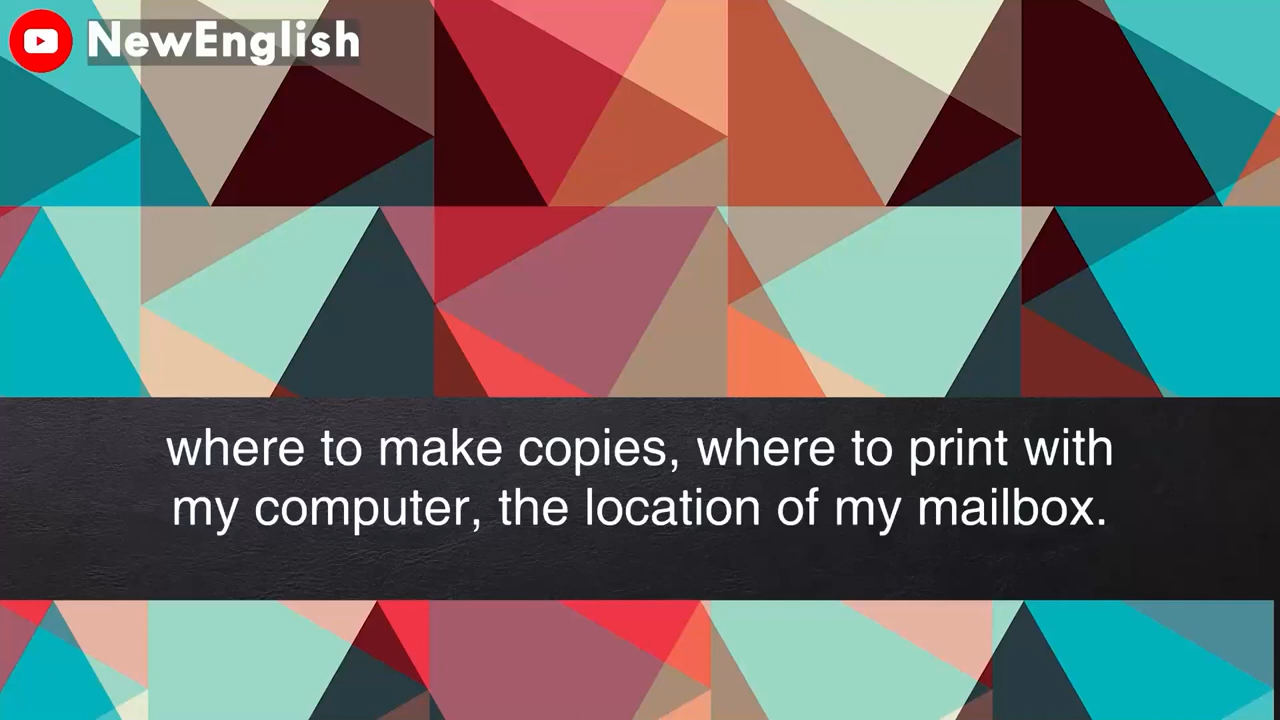 NewEnglish
where to make copies, where to print with
my computer, the location of my mailbox.